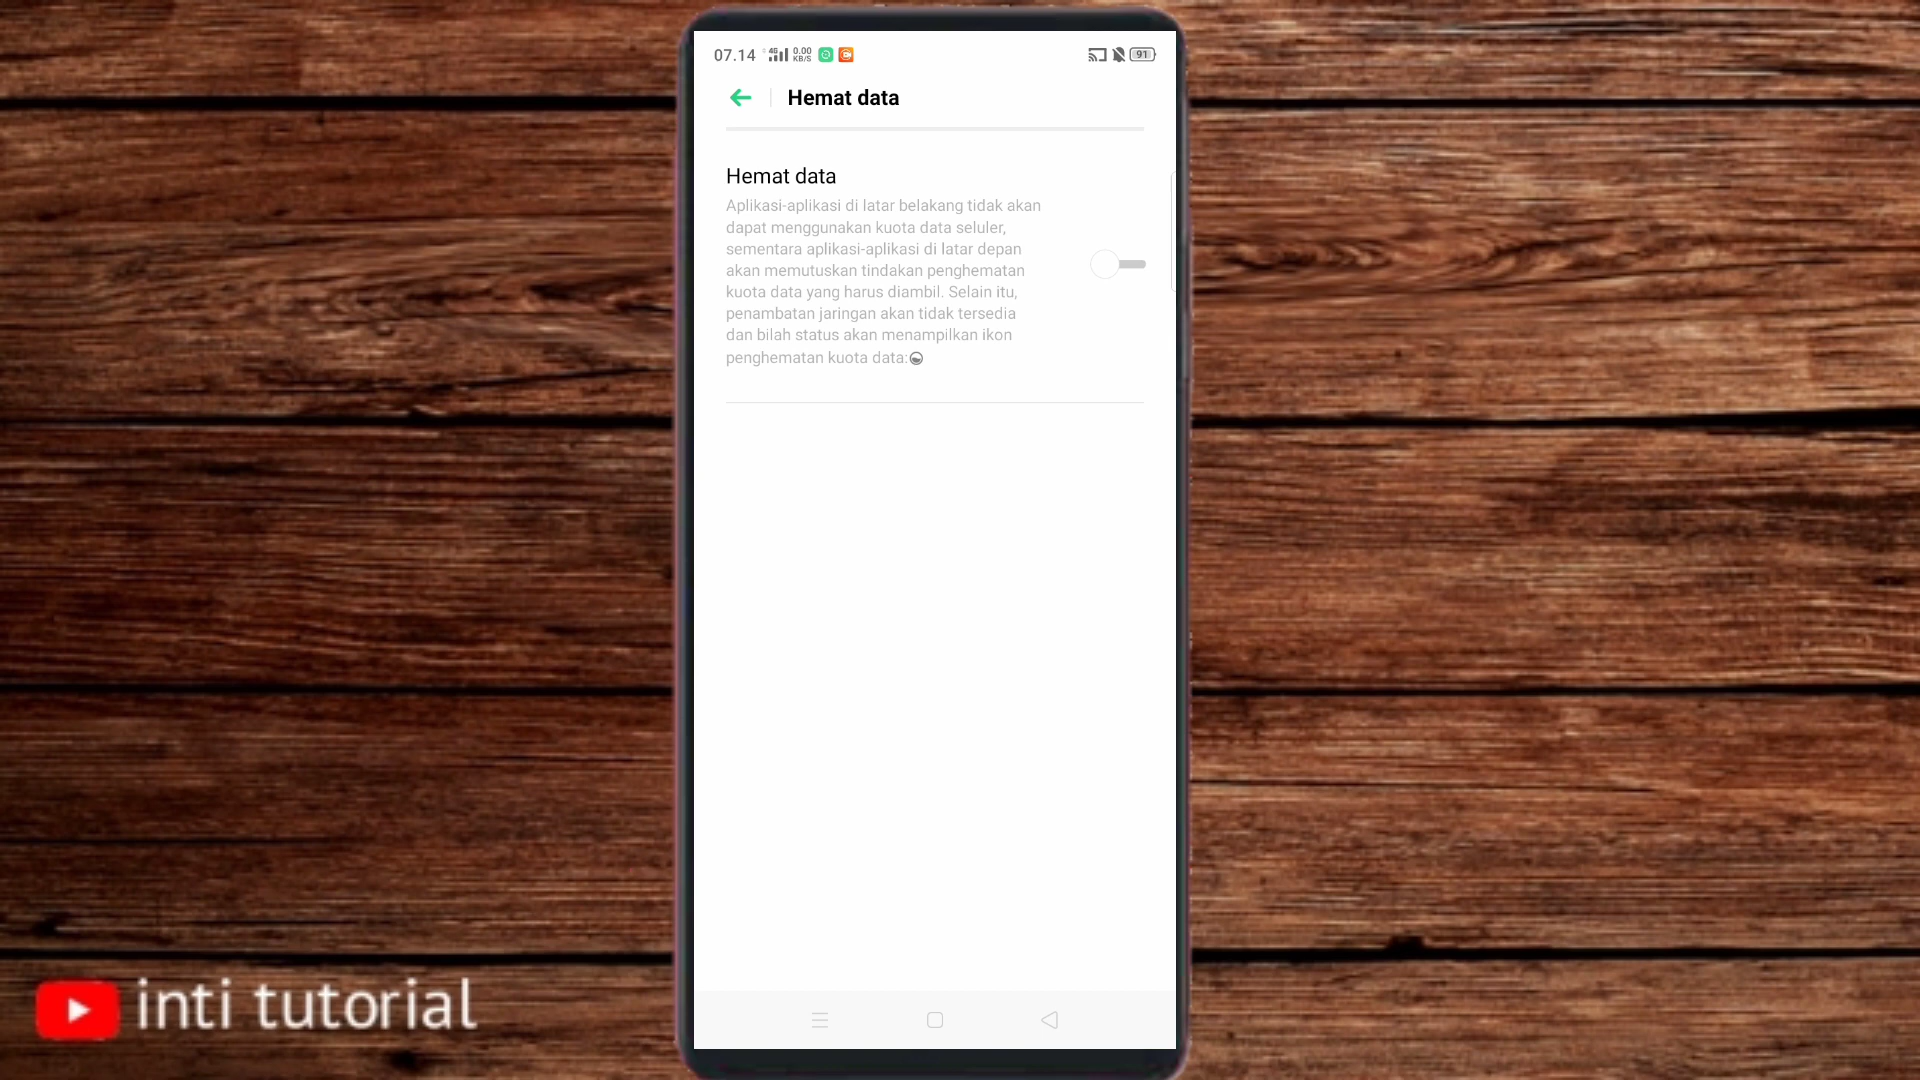 07.14
4G
0.00
KB/S
91
Hemat data
Hemat data
Aplikasi-aplikasi di latar belakang tidak akan
dapat menggunakan kuota data seluler,
sementara aplikasi-aplikasi di latar depan
akan memutuskan tindakan penghematan
kuota data yang harus diambil. Selain itu,
penambatan jaringan akan tidak tersedia
dan bilah status akan menampilkan ikon
penghematan kuota data:
inti tutorial